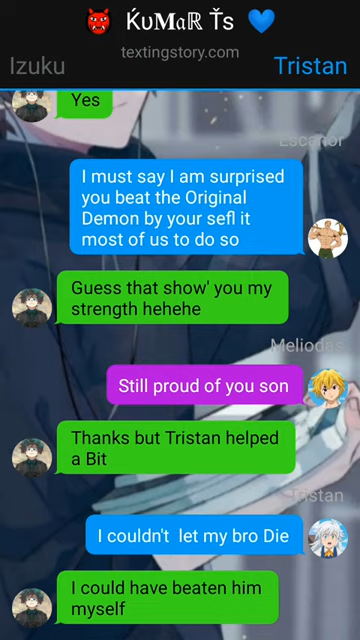 👹 ḰυMαℝ Ťs 💙
textingstory.com
Izuku
Tristan
Yes
Escanor
I must say I am surprised
you beat the Original
Demon by your sefl it
most of us to do so
Guess that show' you my
strength hehehe
Meliodas
Still proud of you son
Thanks but Tristan helped
a Bit
Tristan
I couldn't let my bro Die
I could have beaten him
myself